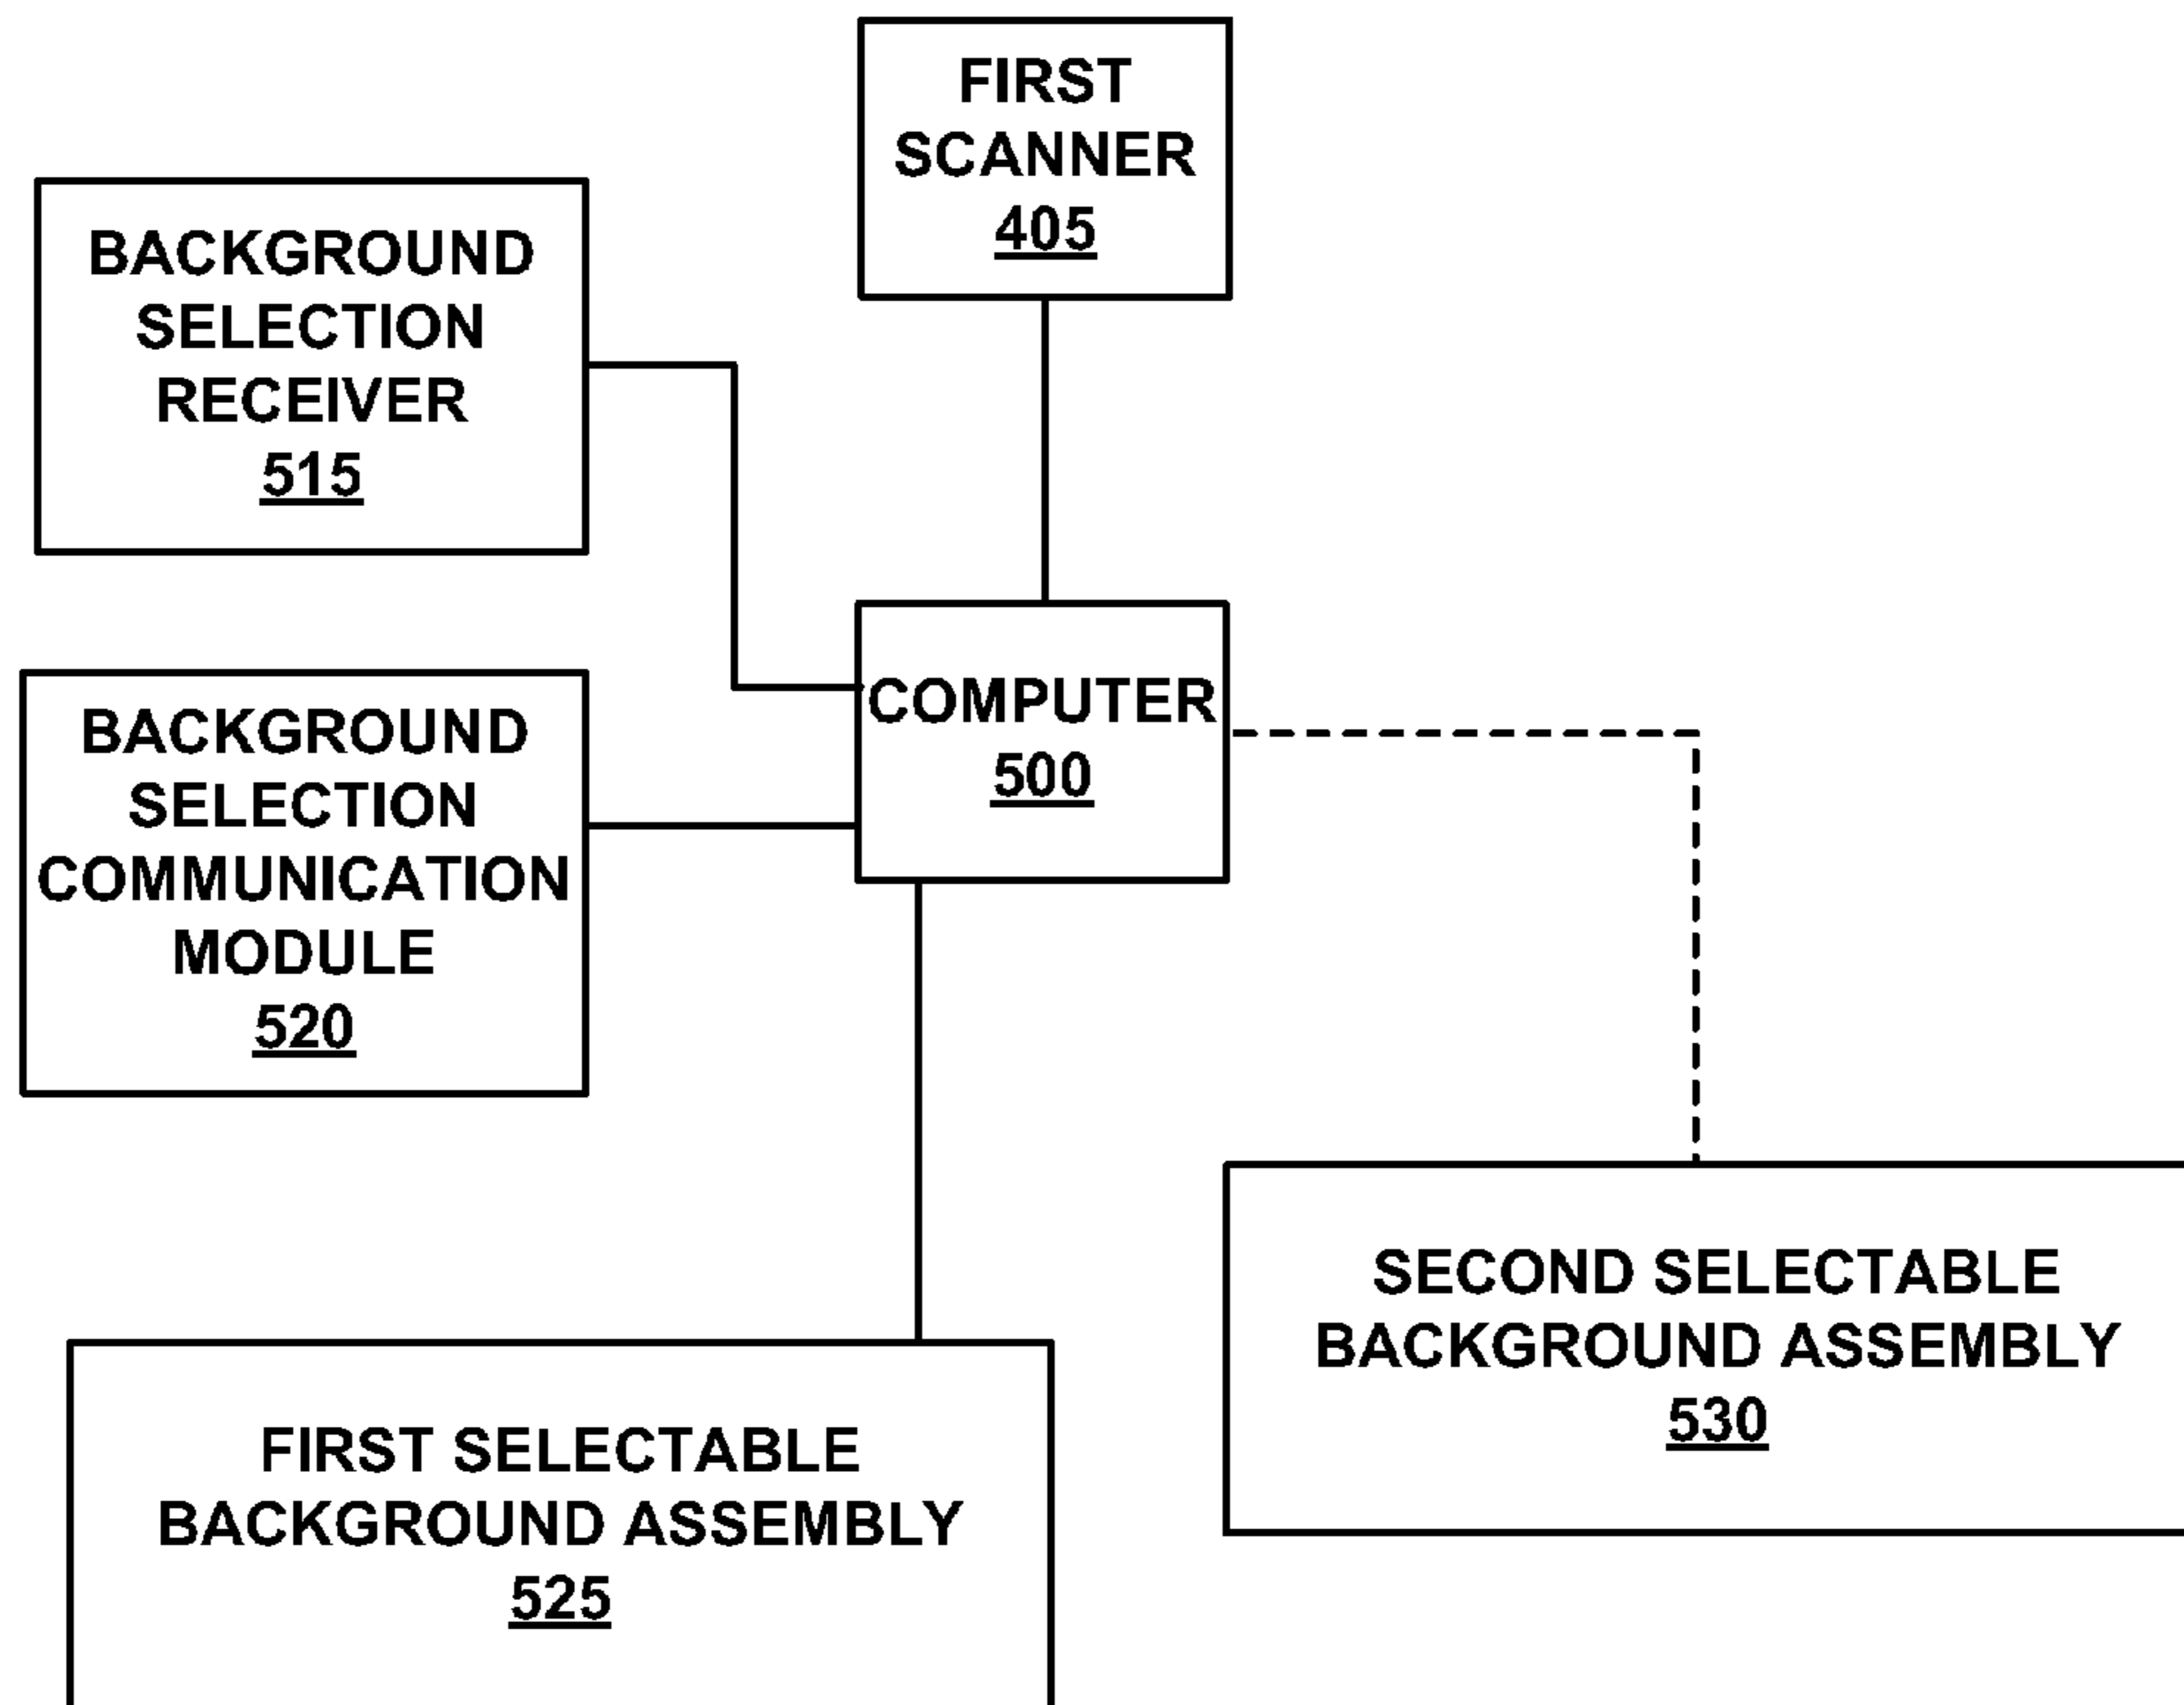 FIRST
SCANNER
405
BACKGROUND
SELECTION
RECEIVER
515
COMPUTER
500
BACKGROUND
SELECTION
COMMUNICATION
MODULE
520
SECOND SELECTABLE
BACKGROUND ASSEMBLY
530
FIRST SELECTABLE
BACKGROUND ASSEMBLY
525